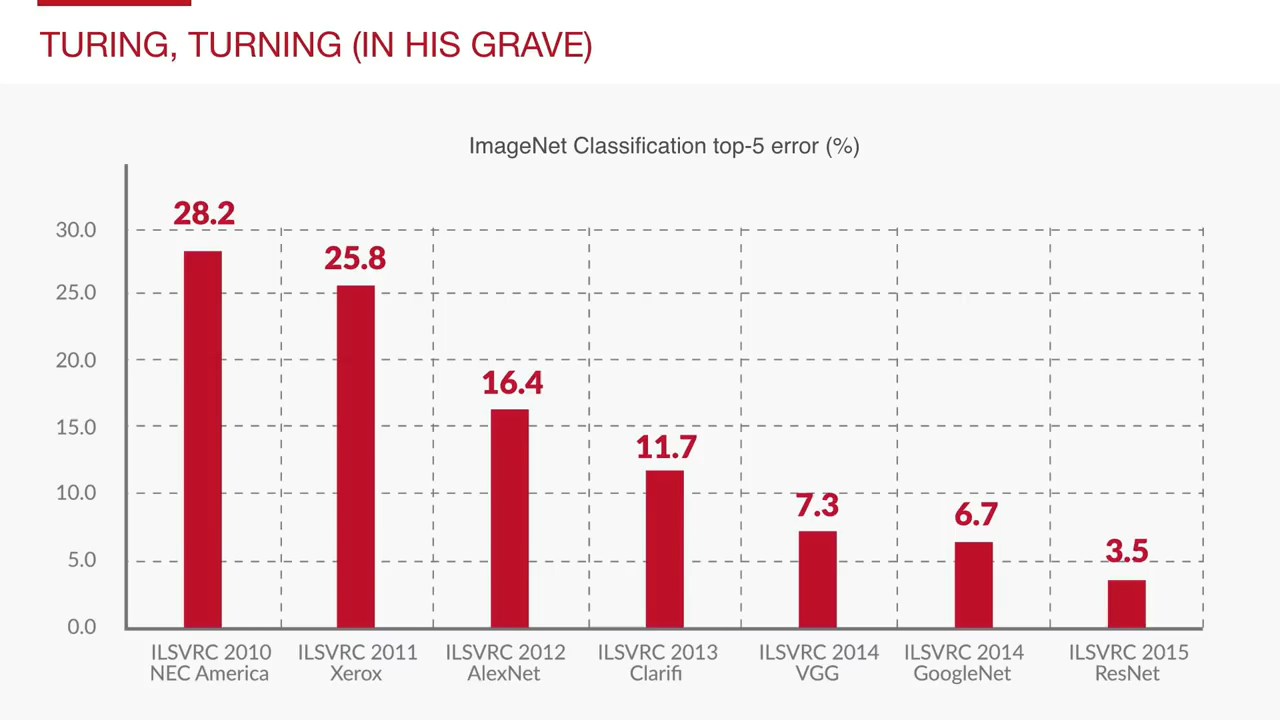 TURING, TURNING (IN HIS GRAVE)
ImageNet Classification top-5 error (%)
30.0
25.0
20.0
15.0
10.0
5.0
0.0
28.2
25.8
16.4
11.7
7.3
6.7
3.5
ILSVRC 2010
NEC America
ILSVRC 2011
Xerox
ILSVRC 2012
AlexNet
ILSVRC 2013
Clarifi
ILSVRC 2014
VGG
ILSVRC 2014
GoogleNet
ILSVRC 2015
ResNet